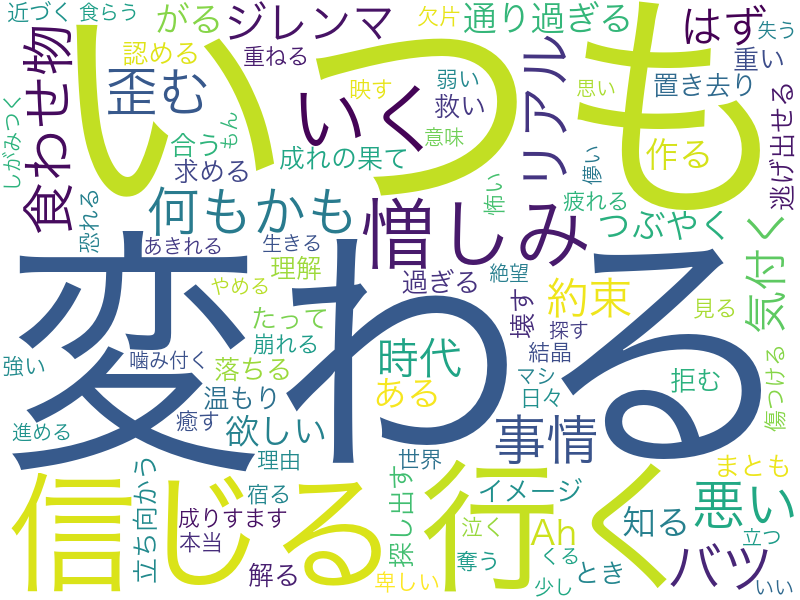 近づく 食らう がる ジレンマ 欠片 通り過ぎる はず 失う
認める 重ねる 弱い 重い
いつも
食わせ物 歪む いく 映す 救い リアル 思い 置き去り
しがみつく 合う もん 成れの果て 意味 作る 逃げ出せる
求める 儚い
何もかも 憎しみ 怖い 疲れる つぶやく 気付く
恐れる あきれる 生きる
変わる
理解 過ぎる 絶望 約束 見る
やめる 壊す
たって 探す
強い 崩れる 時代 結晶
噛み付く 落ちる マシ 拒む 傷つける
温もり ある 日々
進める 癒す 欲しい 事情
理由 世界 まとも
信じる 行く
立ち向かう 宿る 探し出す イメージ 悪い
成りすます 知る
本当 泣く Ah 立つ
解る 卑しい 奪う くる とき バツ
少し いい